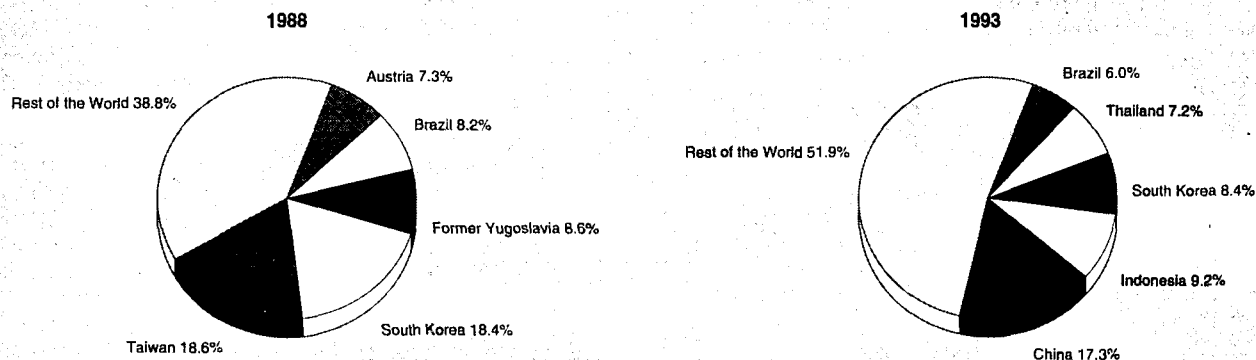 1988
Austria 7.3%
Rest of the World 38.8%
Brazil 8.2%
Former Yugoslavia 8.6%
South Korea 18.4%
Taiwan 18.6%
1993
Brazil 6.0%
Thailand 7.2%
Rest of the World 51.9%
South Korea 8.4%
Indonesia 9.2%
China 17.3%